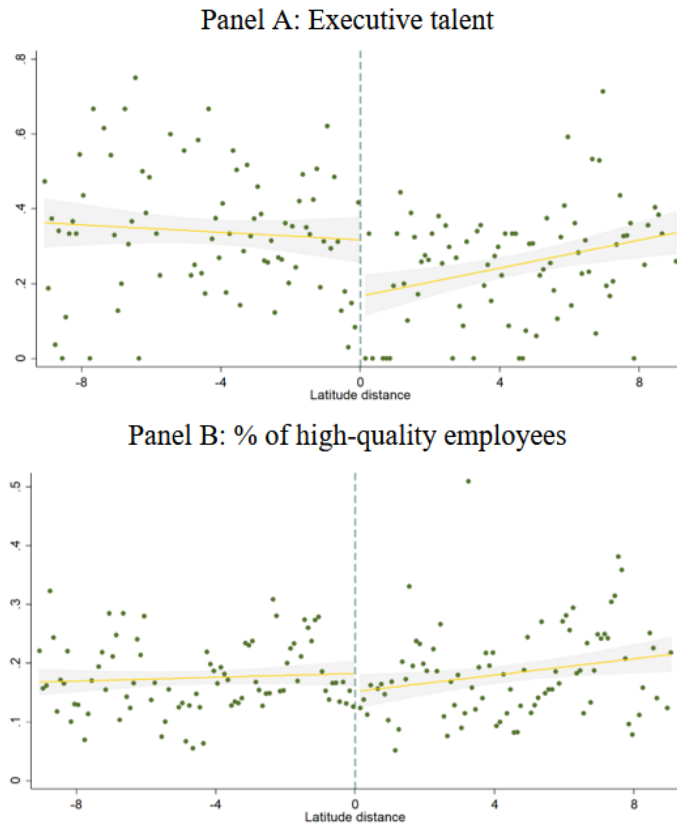 Panel A: Executive talent
.8
.6
.4
.2
0
-8 -4 0 4 8
Latitude distance
Panel B: % of high-quality employees
.5
.4
.3
.2
.1
0
-8 -4 0 4 8
Latitude distance